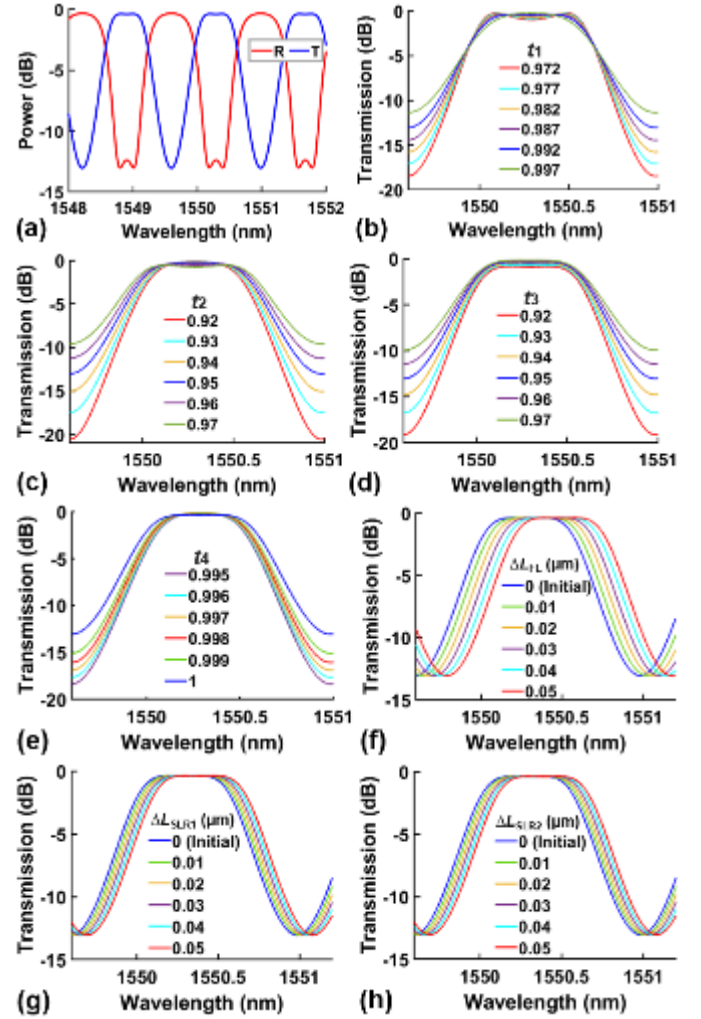 0
-5
-10
-15
Power (dB)
R T
1548 1549 1550 1551 1552
Wavelength (nm)
(a)
0
-5
-10
-15
-20
Transmission (dB)
t1
0.972
0.977
0.982
0.987
0.992
0.997
1550 1550.5 1551
Wavelength (nm)
(b)
0
-5
-10
-15
-20
Transmission (dB)
t2
0.92
0.93
0.94
0.95
0.96
0.97
1550 1550.5 1551
Wavelength (nm)
(c)
0
-5
-10
-15
-20
Transmission (dB)
t3
0.92
0.93
0.94
0.95
0.96
0.97
1550 1550.5 1551
Wavelength (nm)
(d)
0
-5
-10
-15
-20
Transmission (dB)
t4
0.995
0.996
0.997
0.998
0.999
1
1550 1550.5 1551
Wavelength (nm)
(e)
0
-5
-10
-15
Transmission (dB)
(μm)
0 (Initial)
0.01
0.02
0.03
0.04
0.05
1550 1550.5 1551
Wavelength (nm)
(f)
0
-5
-10
-15
Transmission (dB)
ΔLSLR1 (μm)
0 (Initial)
0.01
0.02
0.03
0.04
0.05
1550 1550.5 1551
Wavelength (nm)
(g)
0
-5
-10
-15
Transmission (dB)
ΔLSLR2 (μm)
0 (Initial)
0.01
0.02
0.03
0.04
0.05
1550 1550.5 1551
Wavelength (nm)
(h)